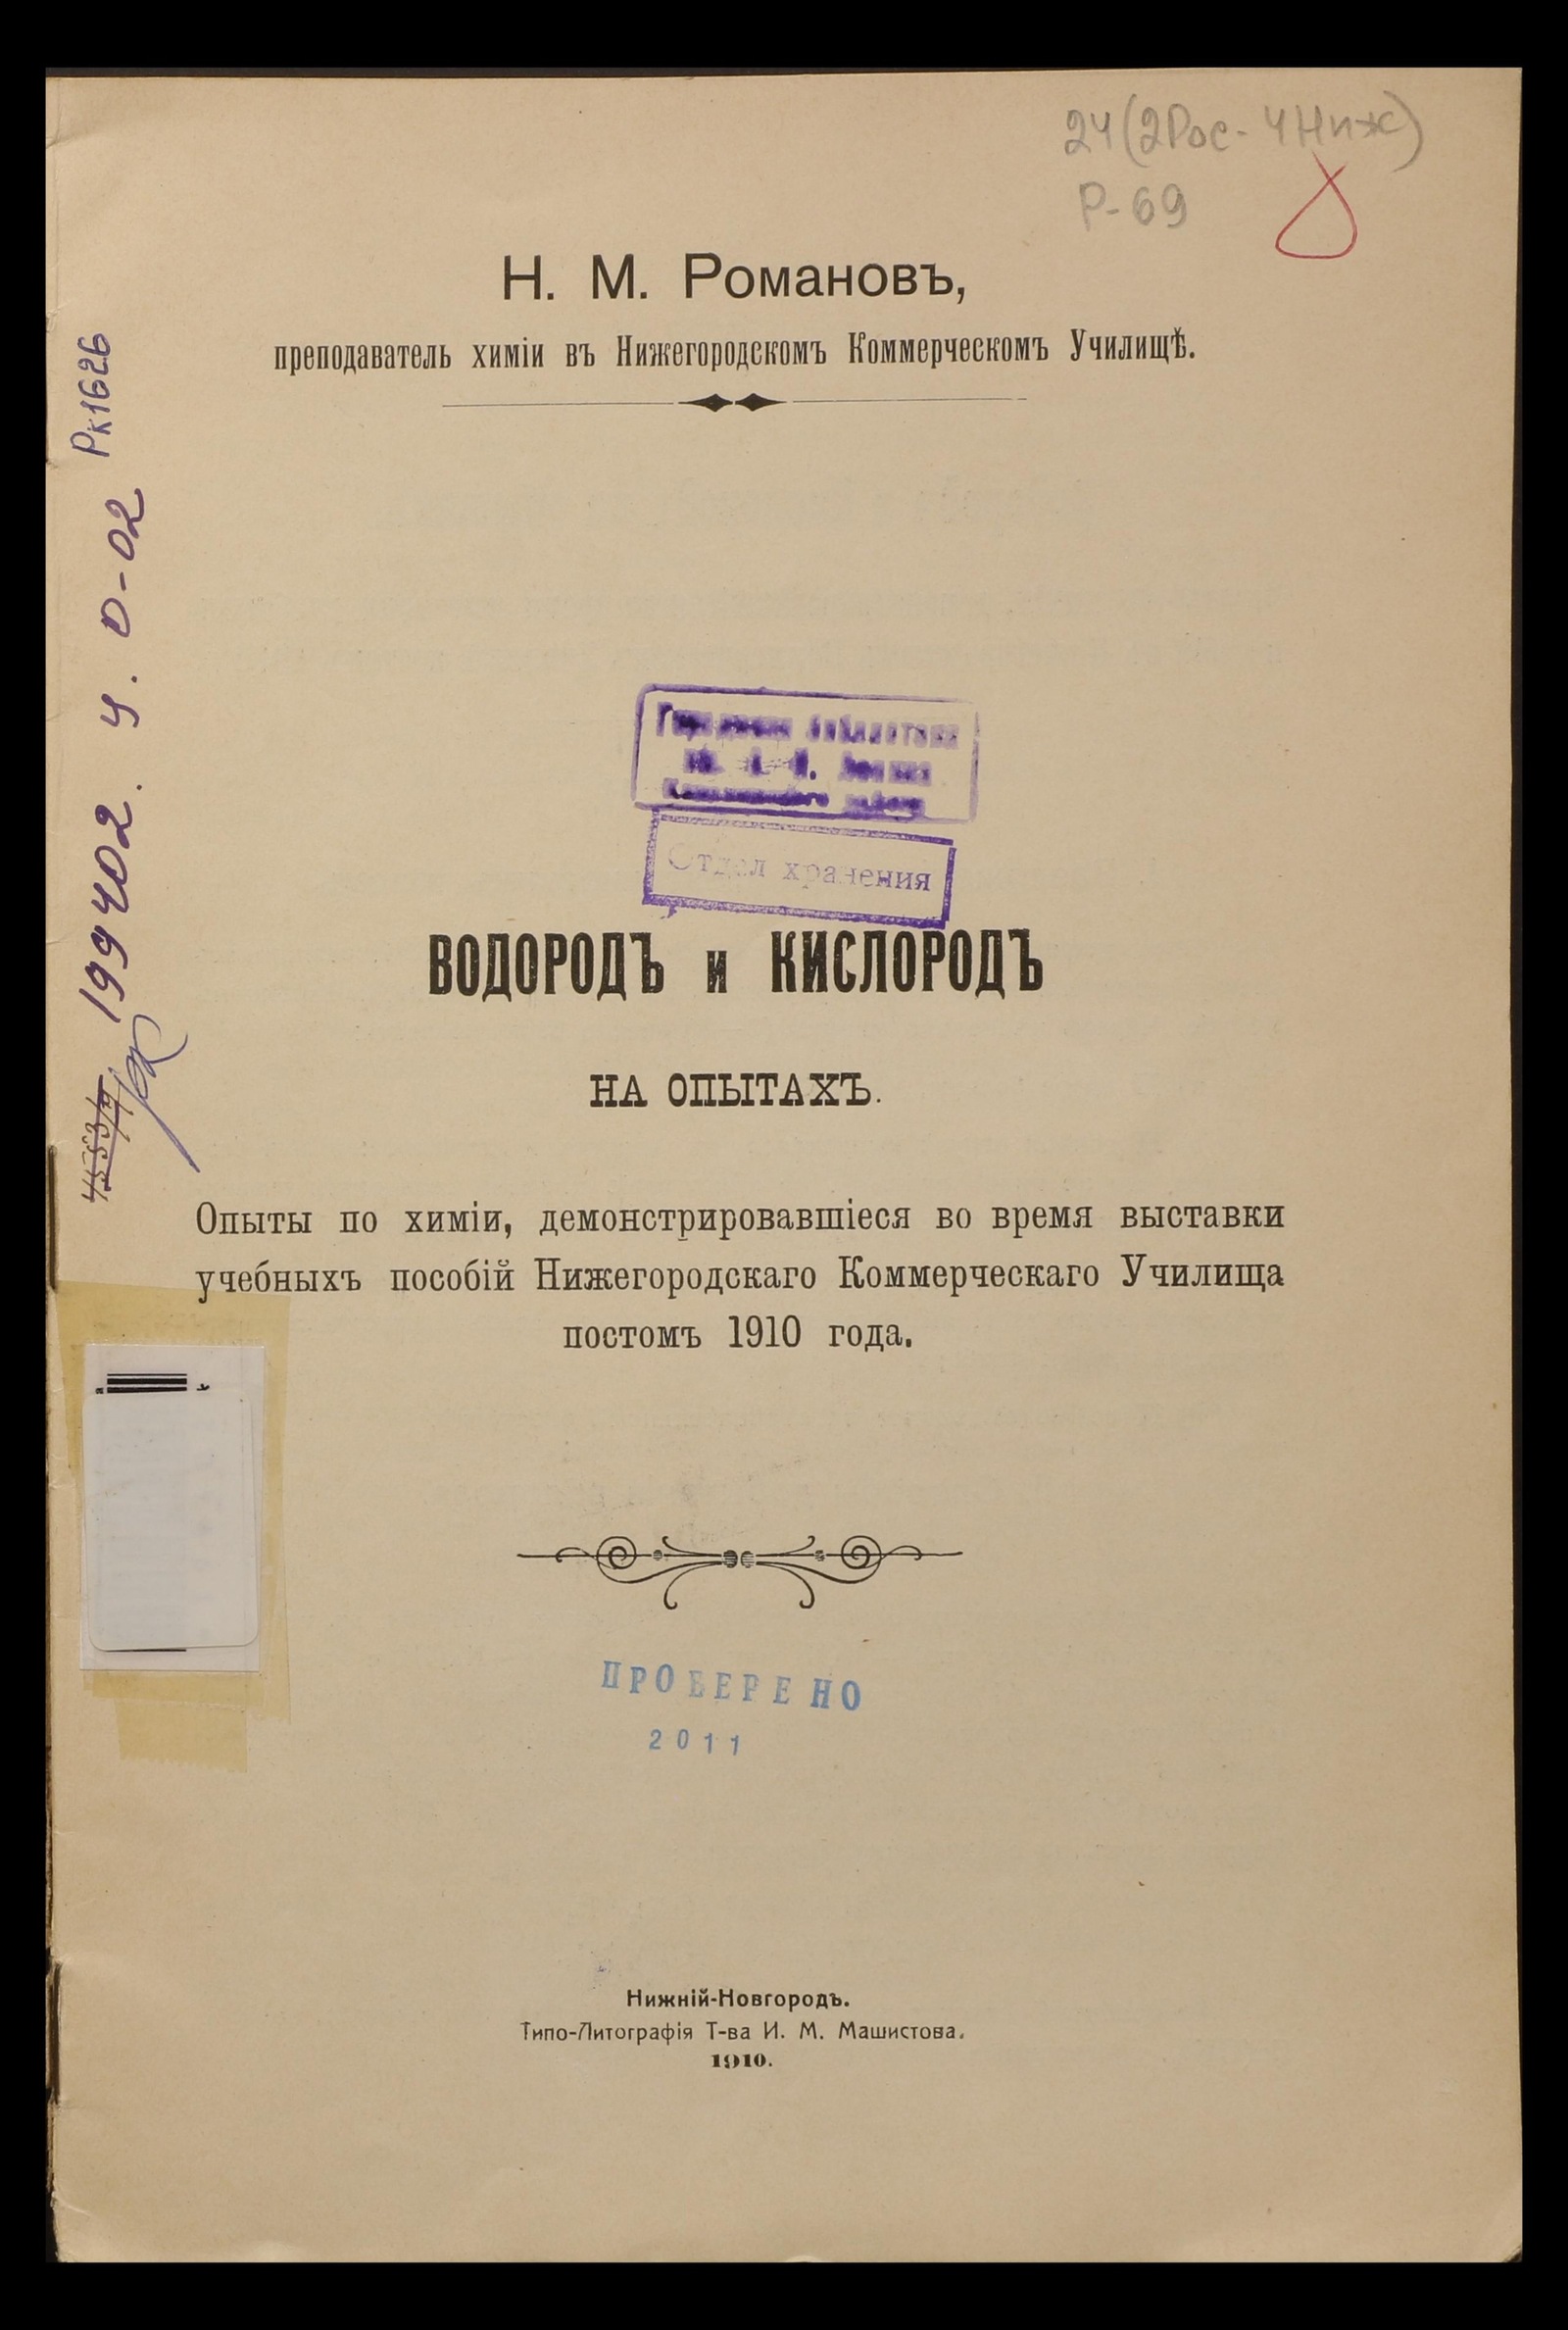 24(2Рос-4Ниж)
Р-69
Н. М. Романовъ,
преподаватель химіи въ Нижегородскомъ Коммерческомъ Училищѣ.
Рк1626
199402. Ч. О-02
4553/9
Отдел хранения
ВОДОРОДЪ и КИСЛОРОДЪ
НА ОПЫТАХЪ.
Опыты по химіи, демонстрировавшіеся во время выставки
учебныхъ пособій Нижегородскаго Коммерческаго Училища
постомъ 1910 года.
ПРОВЕРЕНО
2011
Нижній-Новгородъ.
Типо-Литографія Т-ва И. М. Машистова.
1910.